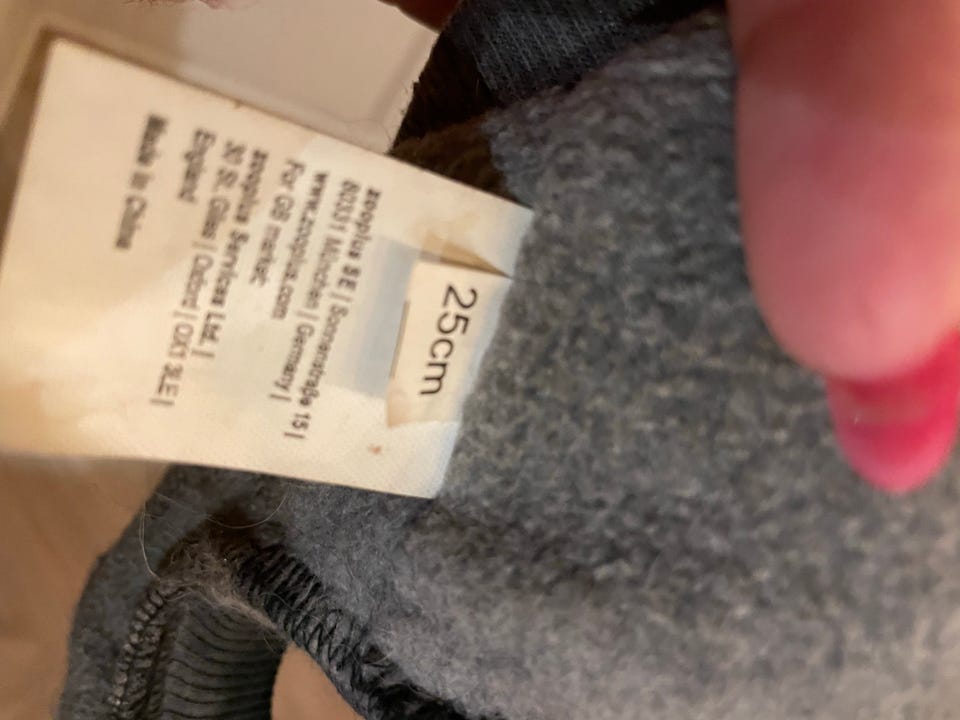 25cm
zooplus SE | Sonnenstraße 15 |
80331 München | Germany |
www.zooplus.com
For GB market:
zooplus Services Ltd. |
30 St. Giles | Oxford | OX1 3LE |
England
Made in China